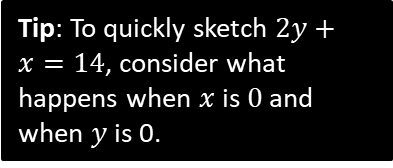 Tip: To quickly sketch 2𝑦 +
𝑥 = 14, consider what
happens when 𝑥 is 0 and
when 𝑦 is 0.